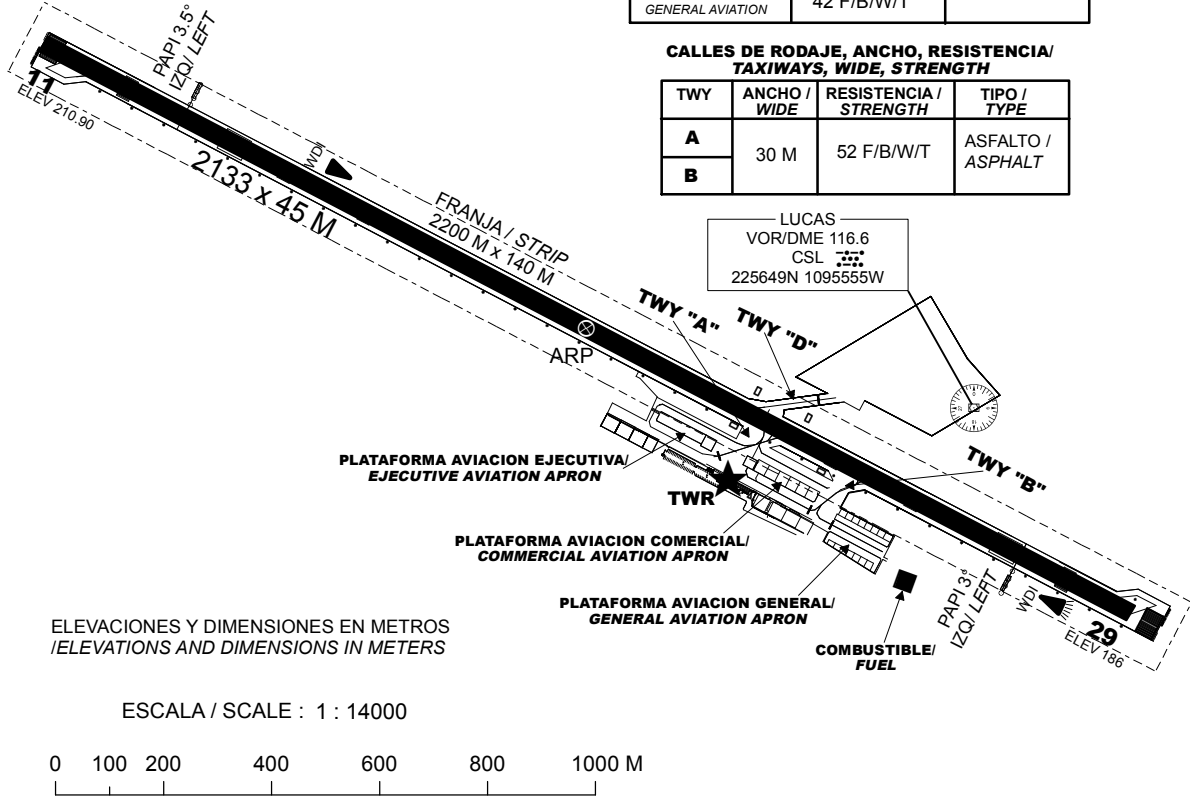 GENERAL AVIATION
42 F/B/W/T
CALLES DE RODAJE, ANCHO, RESISTENCIA/
TAXIWAYS, WIDE, STRENGTH
TWY
ANCHO /
WIDE
RESISTENCIA /
STRENGTH
TIPO /
TYPE
A
B
30 M
52 F/B/W/T
ASFALTO /
ASPHALT
PAPI 3.5°
IZQ/ LEFT
11
ELEV 210.90
WDI
2133 x 45 M
FRANJA / STRIP
2200 M x 140 M
LUCAS
VOR/DME 116.6
CSL
225649N 1095555W
TWY "A"
TWY "D"
ARP
PLATAFORMA AVIACION EJECUTIVA/
EJECUTIVE AVIATION APRON
TWR
TWY "B"
PLATAFORMA AVIACION COMERCIAL/
COMMERCIAL AVIATION APRON
PLATAFORMA AVIACION GENERAL/
GENERAL AVIATION APRON
COMBUSTIBLE/
FUEL
PAPI 3°
IZQ/ LEFT
WDI
29
ELEV 186
ELEVACIONES Y DIMENSIONES EN METROS
/ELEVATIONS AND DIMENSIONS IN METERS
ESCALA / SCALE : 1 : 14000
0 100 200 400 600 800 1000 M